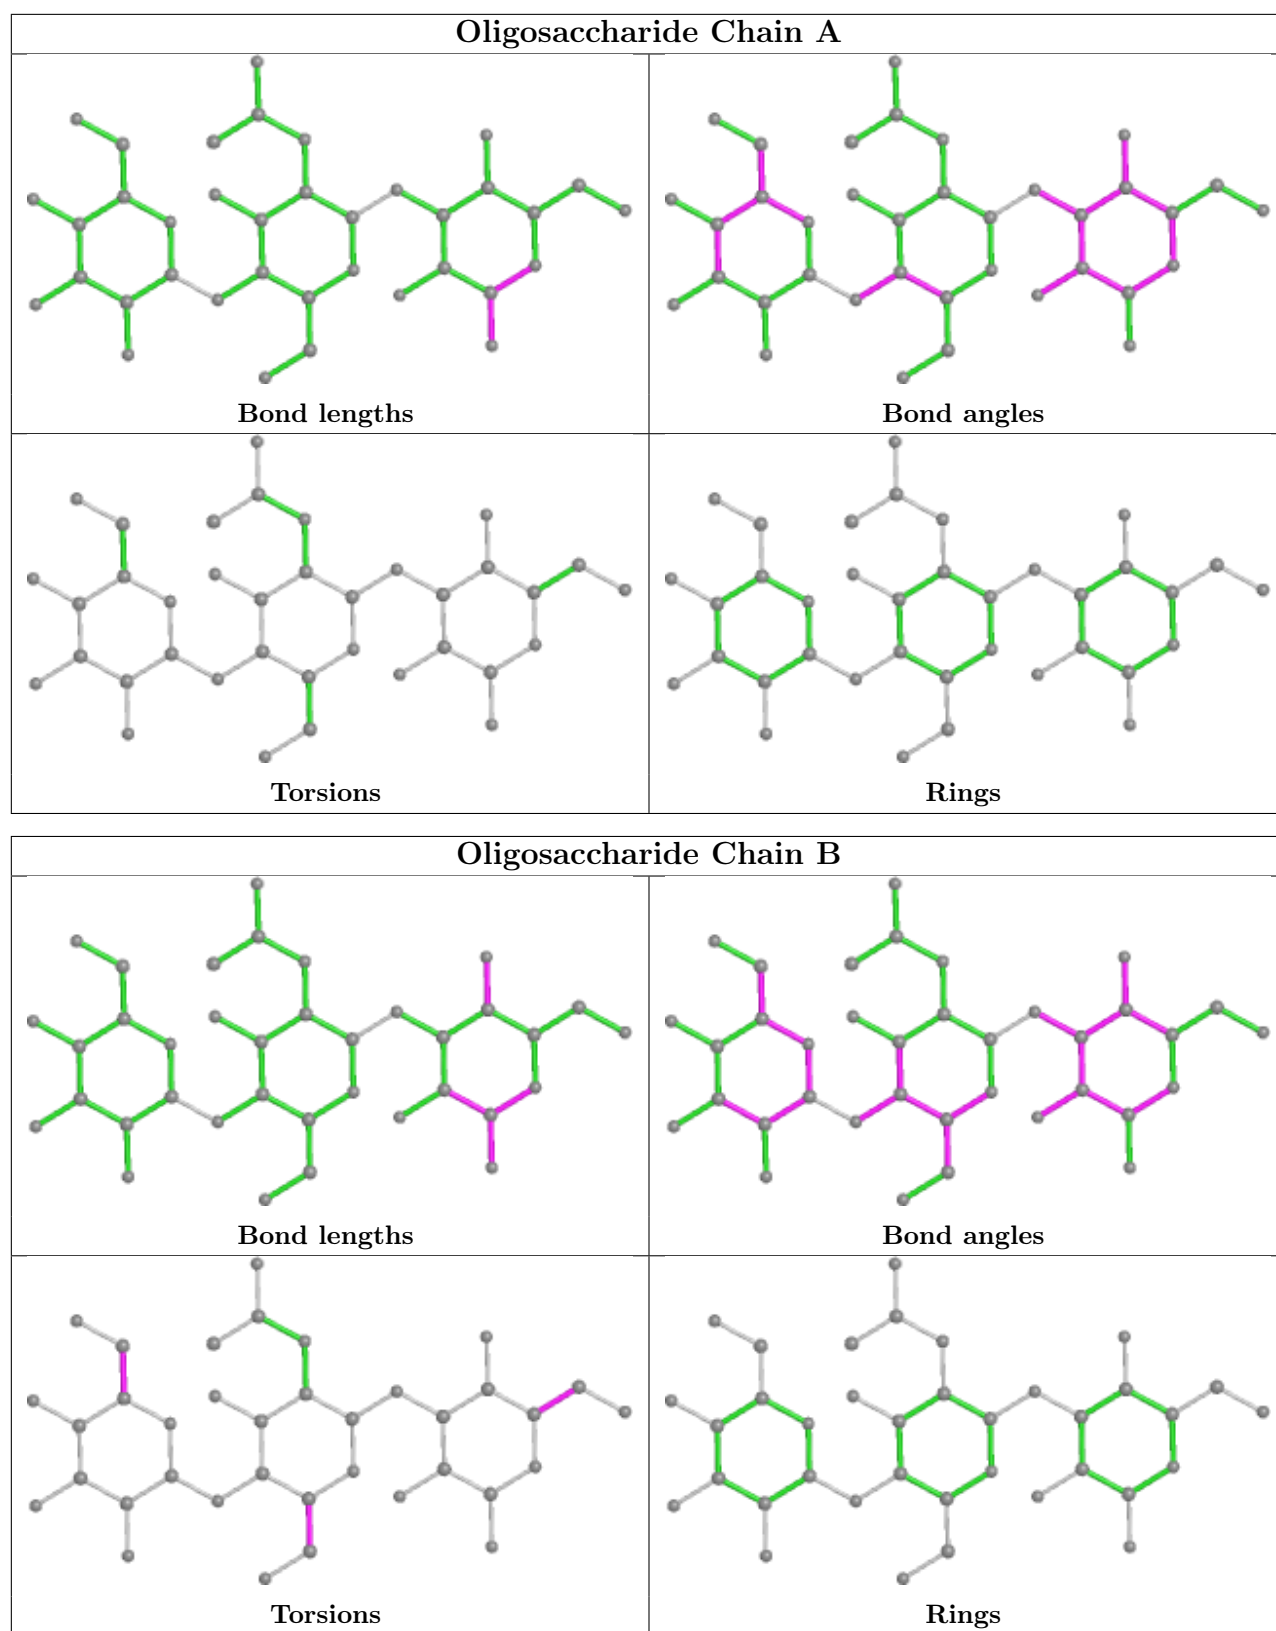 Oligosaccharide Chain A
Bond lengths
Bond angles
Torsions
Rings
Oligosaccharide Chain B
Bond lengths
Bond angles
Torsions
Rings